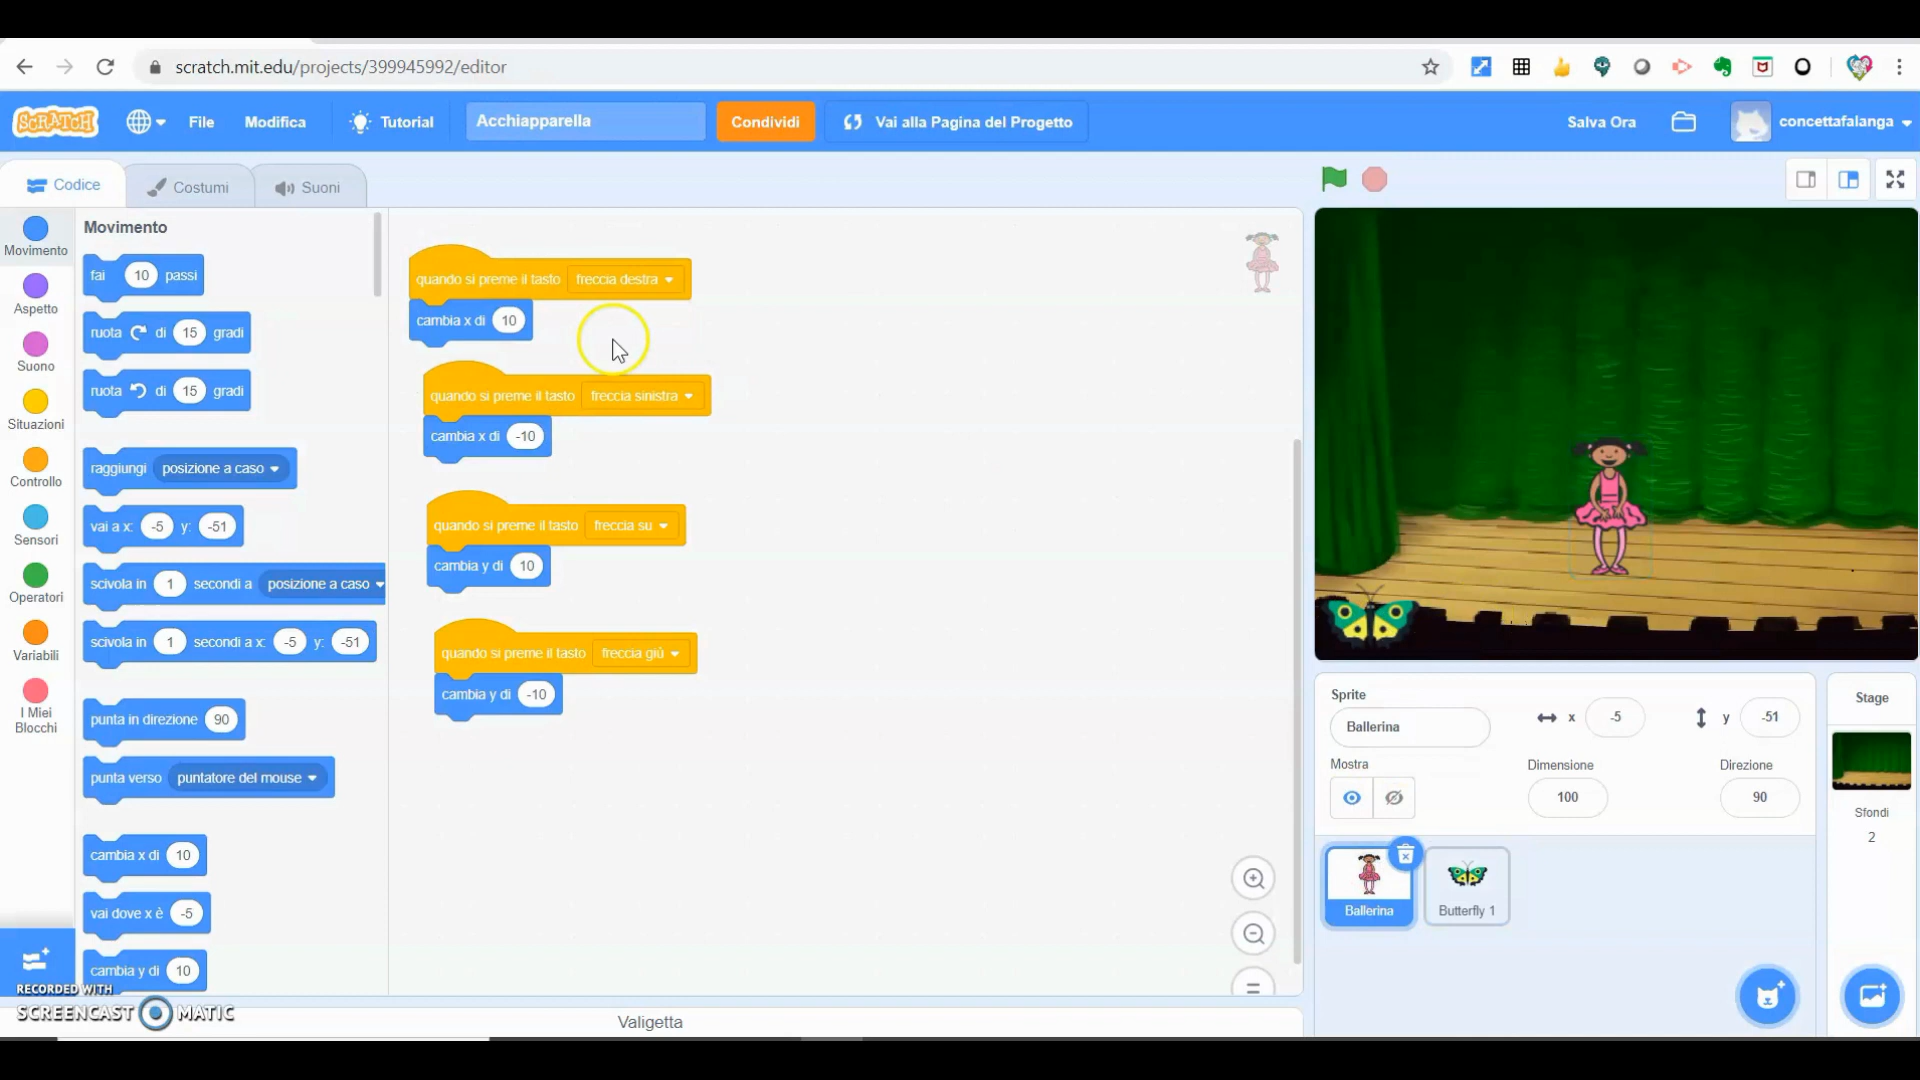 scratch.mit.edu/projects/399945992/editor
SCRATCH File Modifica Tutorial Acchiapparella Condividi Vai alla Pagina del Progetto Salva Ora concettafalanga
Codice Costumi Suoni
Movimento
Aspetto
Suono
Situazioni
Controllo
Sensori
Operatori
Variabili
I Miei
Blocchi
Movimento
fai 10 passi
ruota di 15 gradi
ruota di 15 gradi
raggiungi posizione a caso
vai a x: -5 y: -51
scivola in 1 secondi a posizione a caso
scivola in 1 secondi a x: -5 y: -51
punta in direzione 90
punta verso puntatore del mouse
cambia x di 10
vai dove x è -5
cambia y di 10
quando si preme il tasto freccia destra
cambia x di 10
quando si preme il tasto freccia sinistra
cambia x di -10
quando si preme il tasto freccia su
cambia y di 10
quando si preme il tasto freccia giù
cambia y di -10
Sprite
Ballerina x -5 y -51
Mostra Dimensione Direzione
100 90
Ballerina Butterfly 1
Stage
Sfondi
2
Valigetta
RECORDED WITH
SCREENCAST MATIC